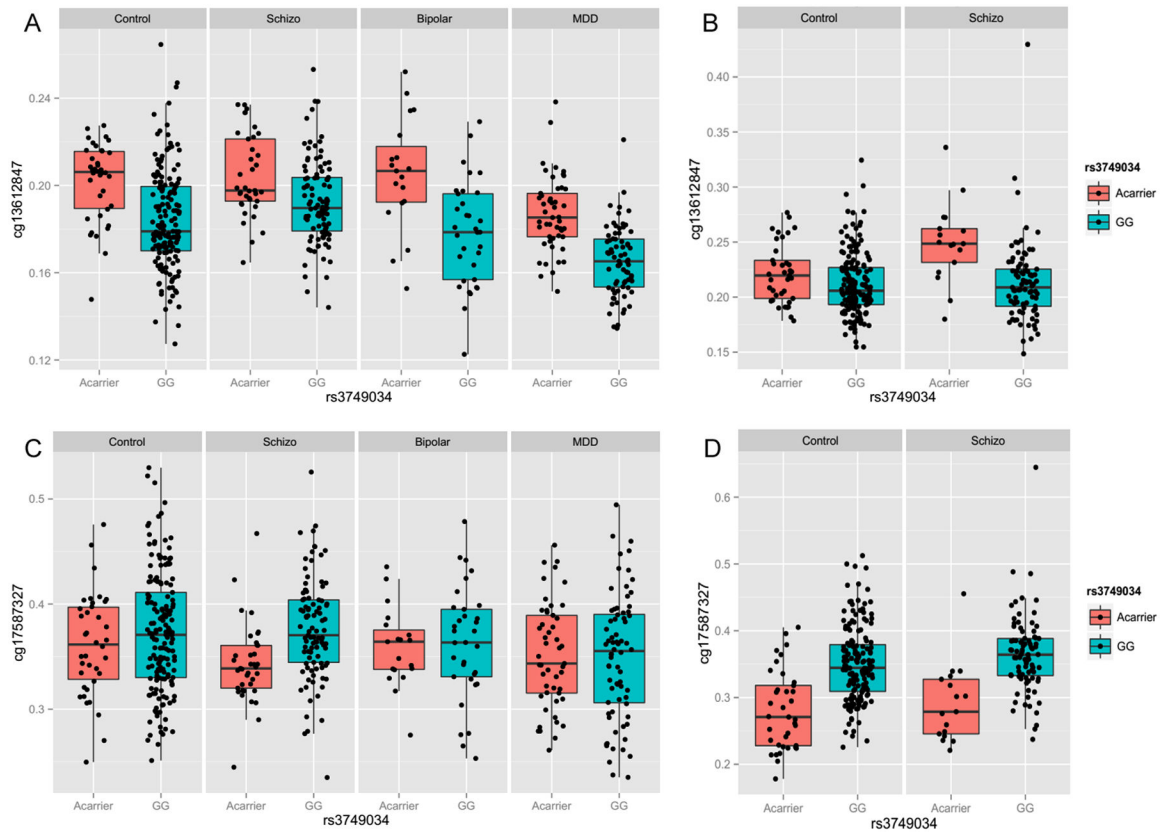 A
Control Schizo Bipolar MDD
0.24
0.20
0.16
0.12
cg13612847
Acarrier GG Acarrier GG Acarrier GG Acarrier GG
rs3749034
B
Control Schizo
0.40
0.35
0.30
0.25
0.20
0.15
cg13612847
Acarrier GG Acarrier GG
rs3749034
rs3749034
Acarrier
GG
C
Control Schizo Bipolar MDD
0.5
0.4
0.3
cg17587327
Acarrier GG Acarrier GG Acarrier GG Acarrier GG
rs3749034
D
Control Schizo
0.6
0.5
0.4
0.3
0.2
cg17587327
Acarrier GG Acarrier GG
rs3749034
rs3749034
Acarrier
GG